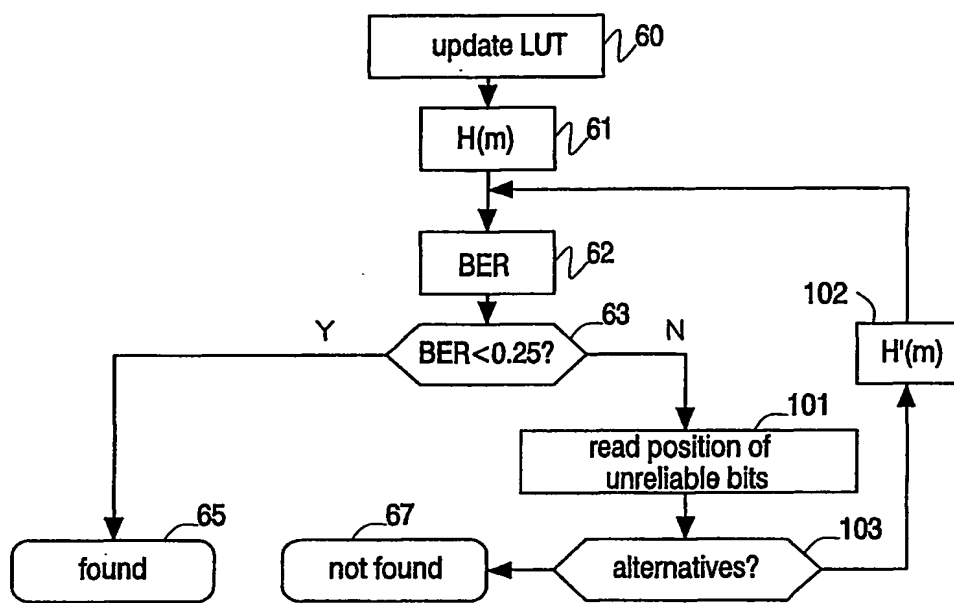 update LUT
60
H(m)
61
BER
62
63
Y
BER<0.25?
N
102
H'(m)
101
read position of
unreliable bits
65
found
67
not found
103
alternatives?